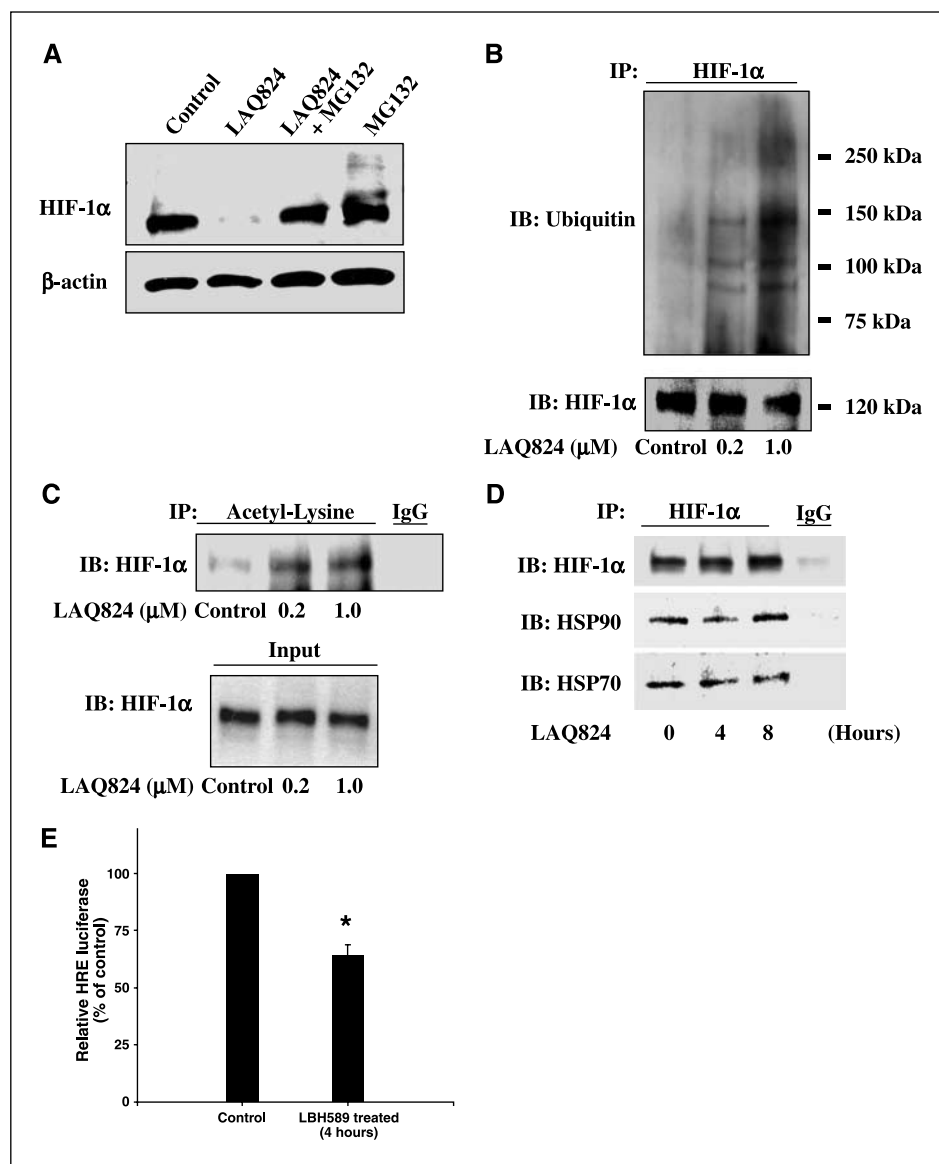 A
Control
LAQ824
LAQ824
+ MG132
MG132
HIF-1α
β-actin
B
IP: HIF-1α
IB: Ubiquitin
250 kDa
150 kDa
100 kDa
75 kDa
IB: HIF-1α
120 kDa
LAQ824 (μM) Control 0.2 1.0
C
IP: Acetyl-Lysine IgG
IB: HIF-1α
LAQ824 (μM) Control 0.2 1.0
Input
IB: HIF-1α
LAQ824 (μM) Control 0.2 1.0
D
IP: HIF-1α IgG
IB: HIF-1α
IB: HSP90
IB: HSP70
LAQ824 0 4 8 (Hours)
E
Relative HRE luciferase
(% of control)
100
75
50
25
0
*
Control
LBH589 treated
(4 hours)